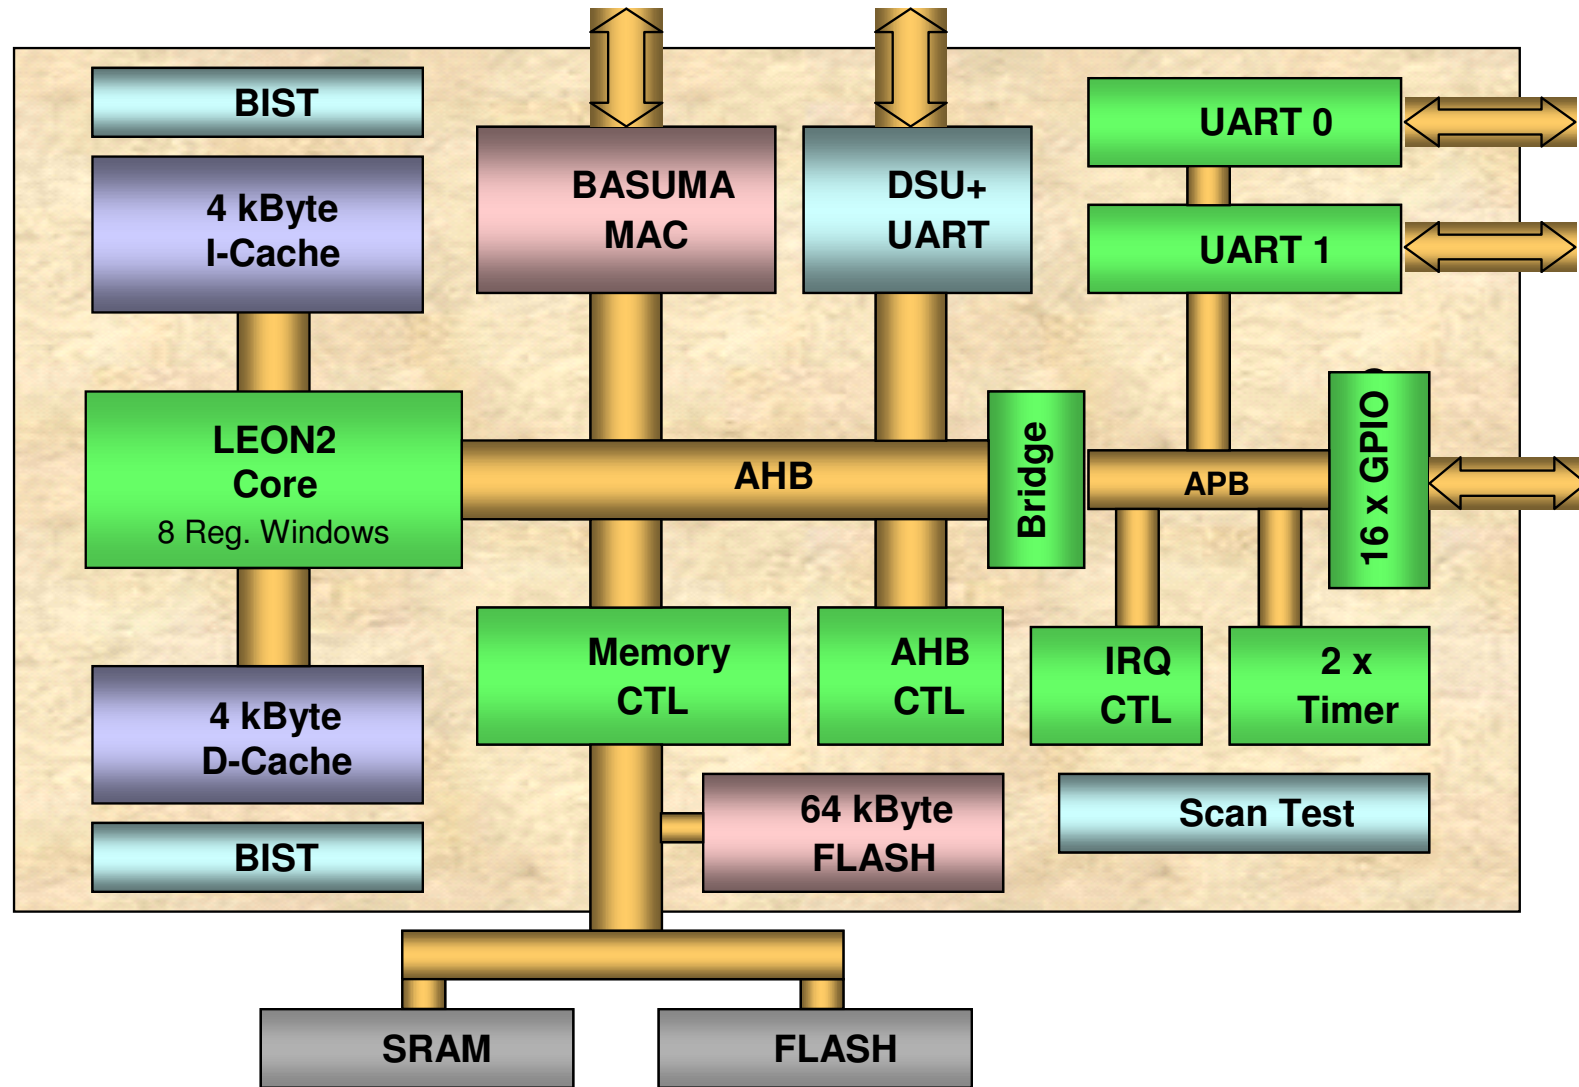 BIST
4 kByte
I-Cache
BASUMA
MAC
DSU+
UART
UART 0
UART 1
LEON2
Core
8 Reg. Windows
AHB
Bridge
APB
16 x GPIO
Memory
CTL
AHB
CTL
IRQ
CTL
2 x
Timer
4 kByte
D-Cache
64 kByte
FLASH
Scan Test
BIST
SRAM
FLASH